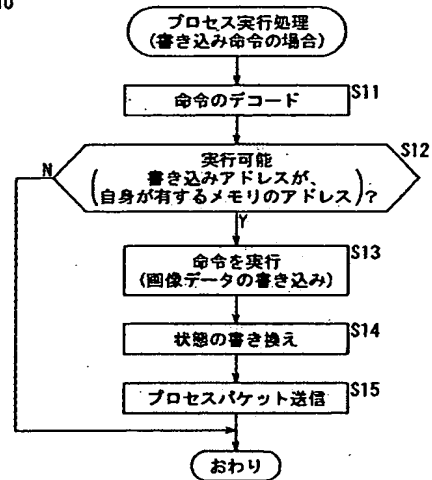 プロセス実行処理
(書き込み命令の場合)
命令のデコード
S11
実行可能
S12
(書き込みアドレスが、
自身が有するメモリのアドレス)?
N
Y
命令を実行
(画像データの書き込み)
S13
状態の書き換え
S14
プロセスパケット送信
S15
おわり